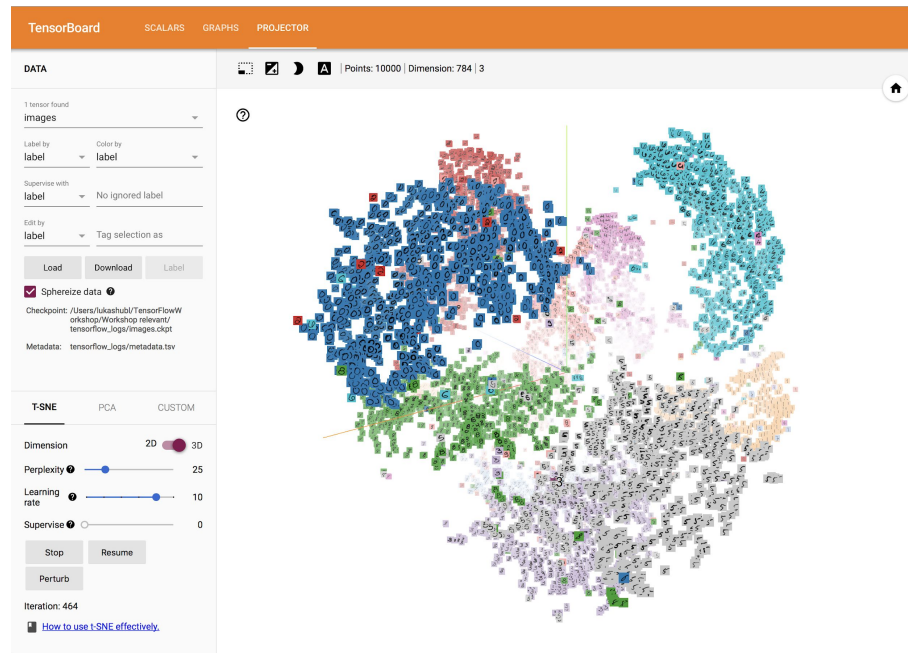 TensorBoard SCALARS GRAPHS PROJECTOR
DATA
Points: 10000 | Dimension: 784 | 3
1 tensor found
images
Label by Color by
label label
Supervise with
label No ignored label
Edit by
label Tag selection as
Load Download Label
Sphereize data
Checkpoint: /Users/lukashubl/TensorFlowW
orkshop/Workshop relevant/
tensorflow_logs/images.ckpt
Metadata: tensorflow_logs/metadata.tsv
T-SNE PCA CUSTOM
Dimension 2D 3D
Perplexity 25
Learning
rate 10
Supervise 0
Stop Resume
Perturb
Iteration: 464
How to use t-SNE effectively.